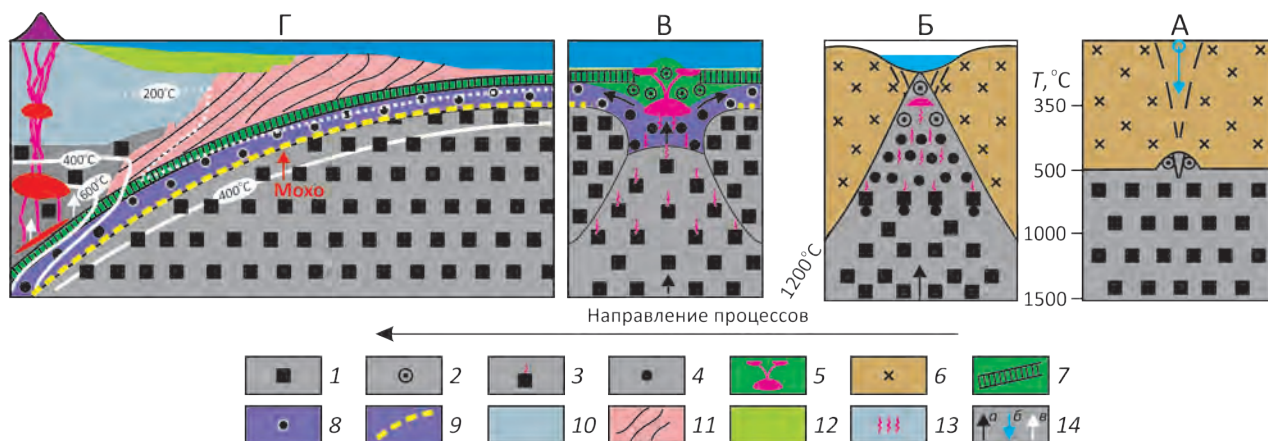 Г В Б А
T, °C
350
500
1000
1500
1200°C
200°C
400°C
600°C
400°C
Мохо
Направление процессов
1 2 3 4 5 6 7
8 9 10 11 12 13 14
а б в